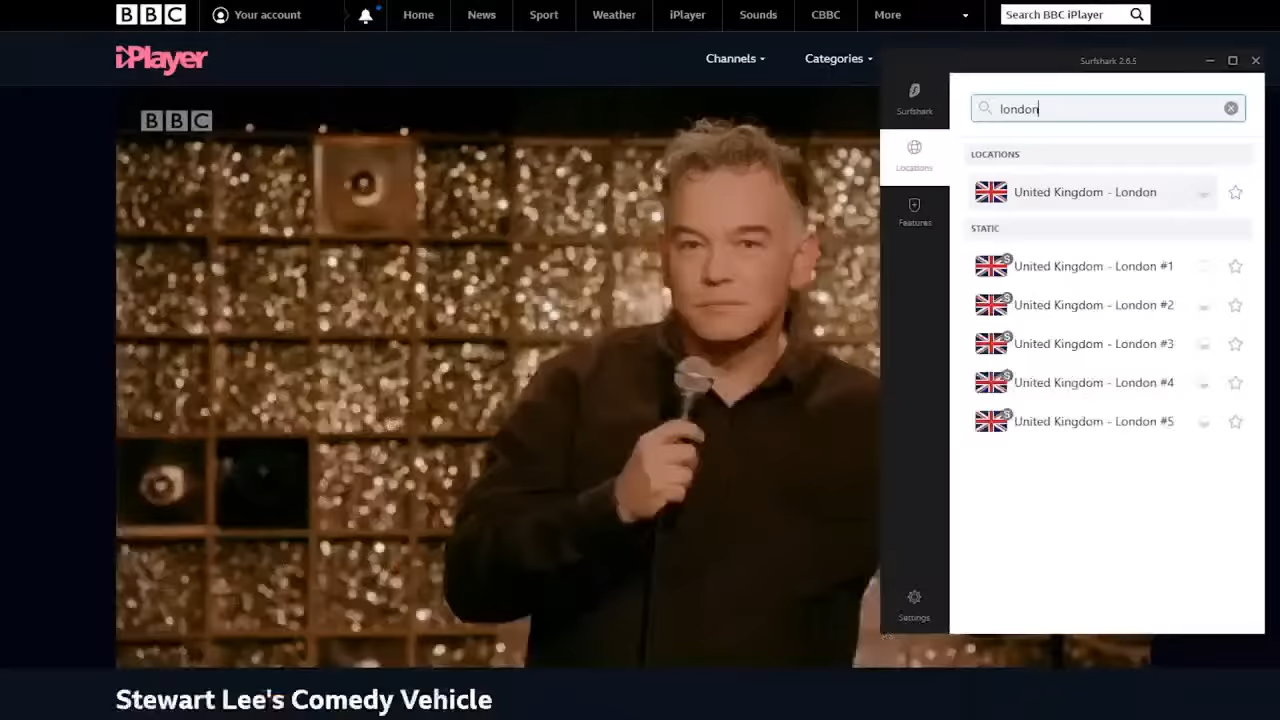 BBC Your account Home News Sport Weather iPlayer Sounds CBBC More Search BBC iPlayer
iPlayer Channels Categories
BBC
Surfshark 2.6.5
Surfshark
london
LOCATIONS
Locations
United Kingdom - London
Features
STATIC
S United Kingdom - London #1
S United Kingdom - London #2
S United Kingdom - London #3
S United Kingdom - London #4
S United Kingdom - London #5
Settings
Stewart Lee's Comedy Vehicle